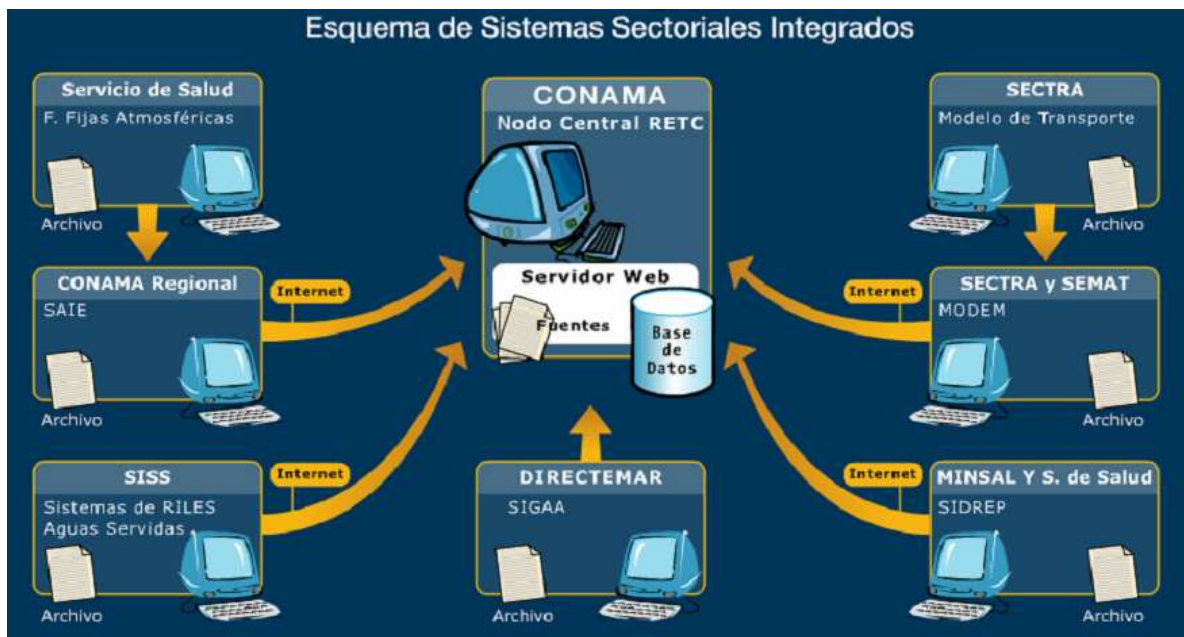 Esquema de Sistemas Sectoriales Integrados
Servicio de Salud
F. Fijas Atmosféricas
Archivo
CONAMA
Nodo Central RETC
Servidor Web
Fuentes
Base
de
Datos
SECTRA
Modelo de Transporte
Archivo
CONAMA Regional
SAIE
Archivo
Internet
Internet
SECTRA y SEMAT
MODEM
Archivo
SISS
Sistemas de RILES
Aguas Servidas
Archivo
Internet
DIRECTEMAR
SIGAA
Archivo
Internet
MINSAL Y S. de Salud
SIDREP
Archivo